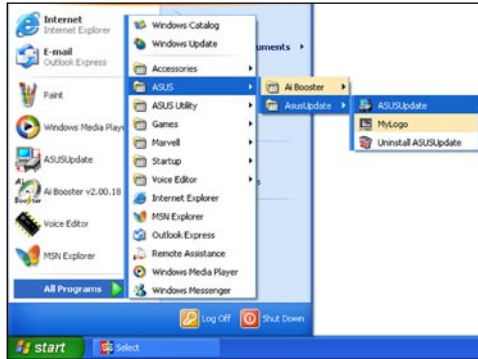 Internet
Internet Explorer
E-mail
Outlook Express
Paint
Windows Media Play
ASUSUpdate
Ai Booster v2.00.18
Voice Editor
MSN Explorer
All Programs
Windows Catalog
Windows Update
Accessories
ASUS
ASUS Utility
Games
Marvell
Startup
Voice Editor
Internet Explorer
MSN Explorer
Outlook Express
Remote Assistance
Windows Media Player
Windows Messenger
uments
s
Ai Booster
AsusUpdate
ASUSUpdate
MyLogo
Uninstall ASUSUpdate
Log Off
Shut Down
start
Select